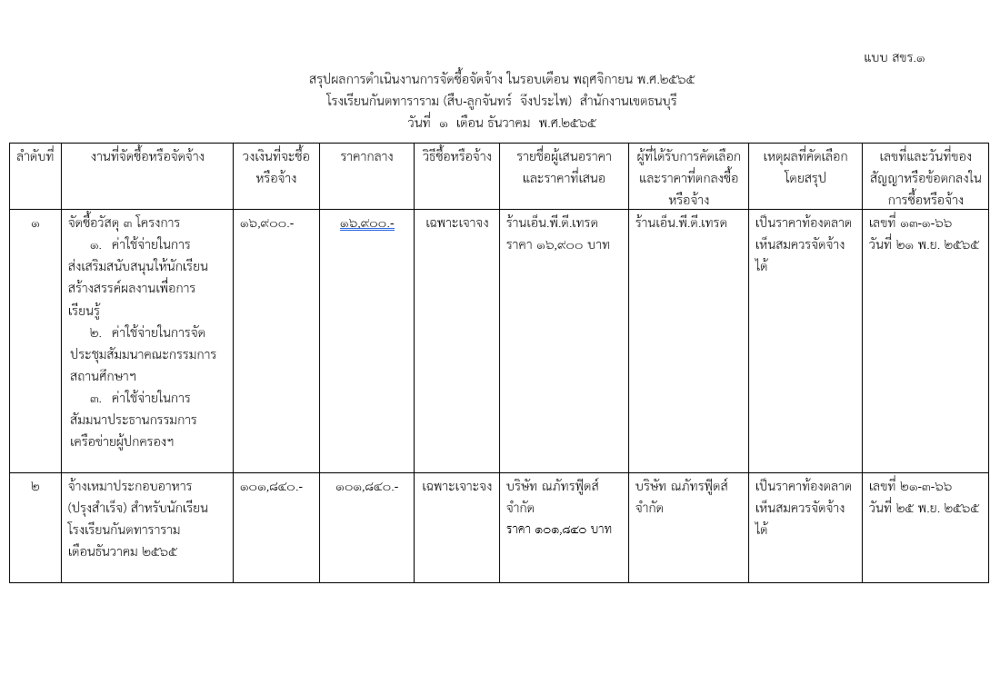 แบบ สขร.๑
สรุปผลการดำเนินงานการจัดซื้อจัดจ้าง ในรอบเดือน พฤศจิกายน พ.ศ.๒๕๖๕
โรงเรียนกันตทาราราม (สืบ-ลูกจันทร์ จึงประไพ) สำนักงานเขตธนบุรี
วันที่ ๑ เดือน ธันวาคม พ.ศ.๒๕๖๕
ลำดับที่
งานที่จัดซื้อหรือจัดจ้าง
วงเงินที่จะซื้อ
หรือจ้าง
ราคากลาง
วิธีซื้อหรือจ้าง
รายชื่อผู้เสนอราคา
และราคาที่เสนอ
ผู้ที่ได้รับการคัดเลือก
และราคาที่ตกลงซื้อ
หรือจ้าง
เหตุผลที่คัดเลือก
โดยสรุป
เลขที่และวันที่ของ
สัญญาหรือข้อตกลงใน
การซื้อหรือจ้าง
๑
จัดซื้อวัสดุ ๓ โครงการ
๑. ค่าใช้จ่ายในการ
ส่งเสริมสนับสนุนให้นักเรียน
สร้างสรรค์ผลงานเพื่อการ
เรียนรู้
๒. ค่าใช้จ่ายในการจัด
ประชุมสัมมนาคณะกรรมการ
สถานศึกษาฯ
๓. ค่าใช้จ่ายในการ
สัมมนาประธานกรรมการ
เครือข่ายผู้ปกครองฯ
๑๖,๙๐๐.-
๑๖,๙๐๐.-
เฉพาะเจาจง
ร้านเอ็น.พี.ดี.เทรด
ราคา ๑๖,๙๐๐ บาท
ร้านเอ็น.พี.ดี.เทรด
เป็นราคาท้องตลาด
เห็นสมควรจัดจ้าง
ได้
เลขที่ ๑๓-๑-๖๖
วันที่ ๒๑ พ.ย. ๒๕๖๕
๒
จ้างเหมาประกอบอาหาร
(ปรุงสำเร็จ) สำหรับนักเรียน
โรงเรียนกันตทาราราม
เดือนธันวาคม ๒๕๖๕
๑๐๑,๘๔๐.-
๑๐๑,๘๔๐.-
เฉพาะเจาะจง
บริษัท ณภัทรฟู๊ดส์
จำกัด
ราคา ๑๐๑,๘๔๐ บาท
บริษัท ณภัทรฟู๊ดส์
จำกัด
เป็นราคาท้องตลาด
เห็นสมควรจัดจ้าง
ได้
เลขที่ ๒๑-๓-๖๖
วันที่ ๒๕ พ.ย. ๒๕๖๕